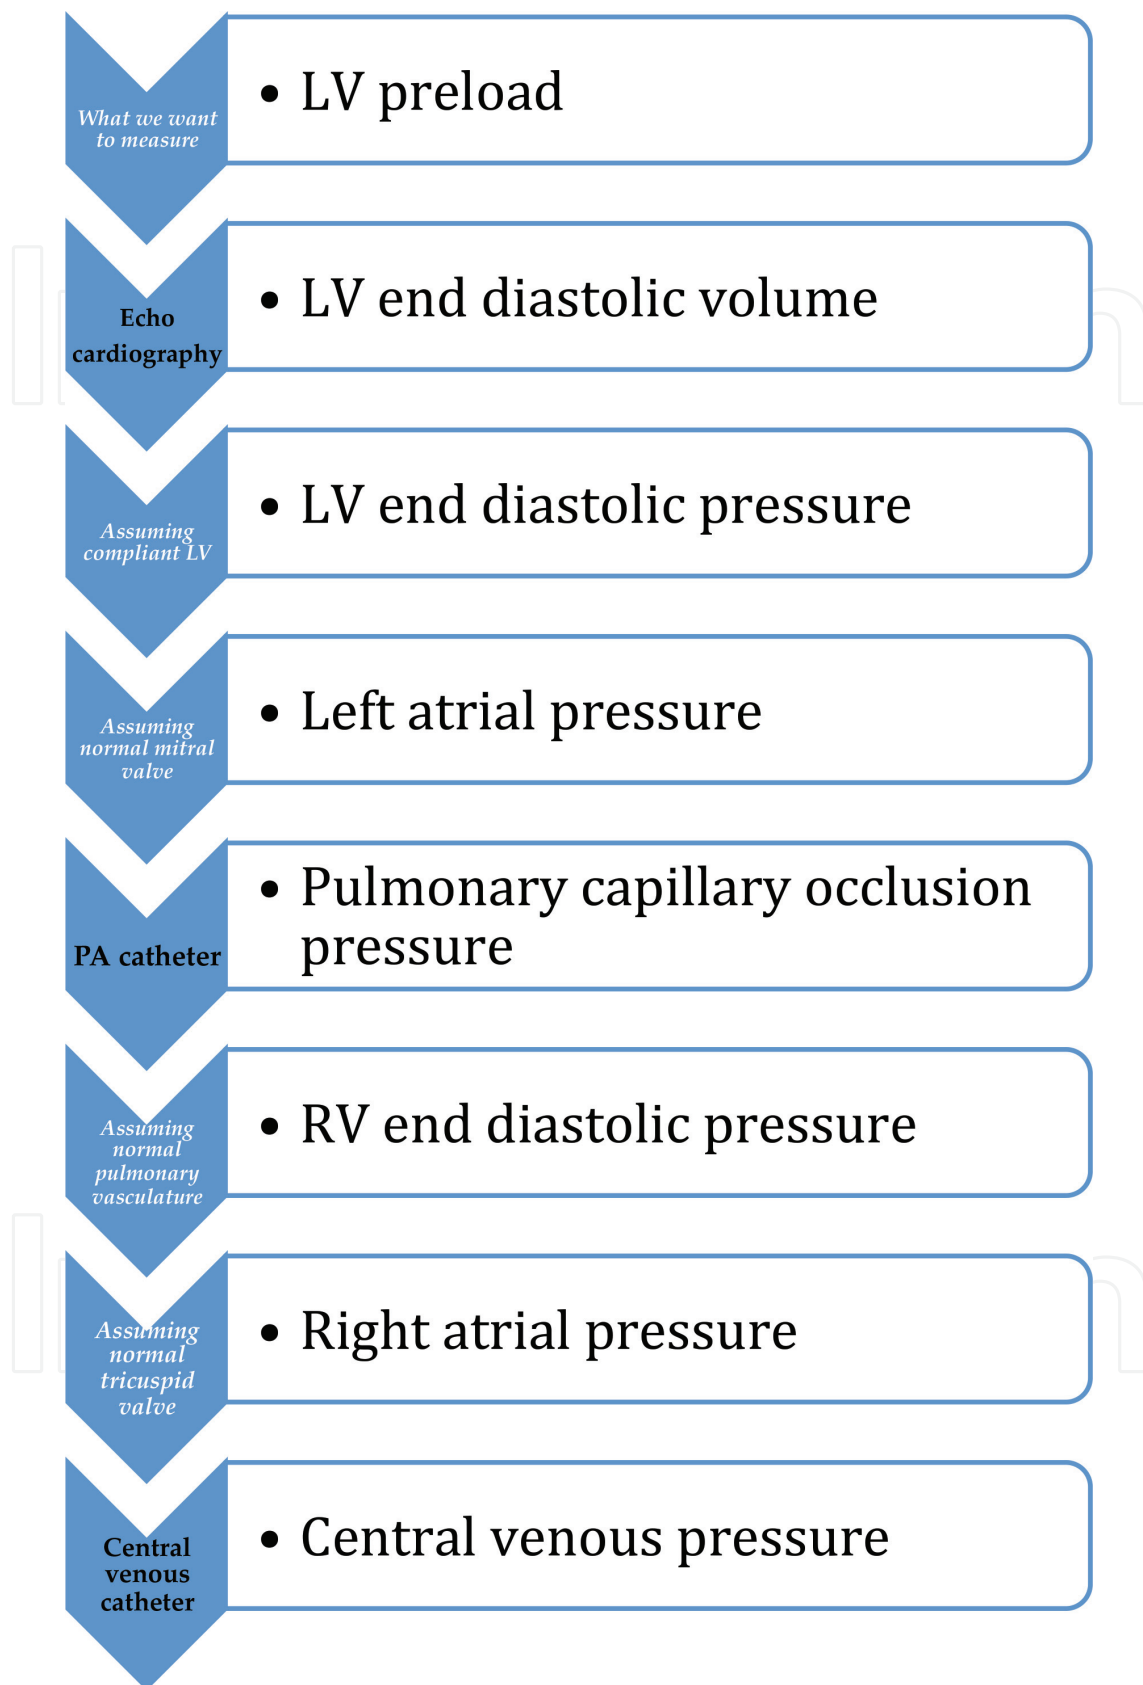 What we want
to measure
• LV preload
Echo
cardiography
• LV end diastolic volume
Assuming
compliant LV
• LV end diastolic pressure
Assuming
normal mitral
valve
• Left atrial pressure
PA catheter
• Pulmonary capillary occlusion
pressure
Assuming
normal
pulmonary
vasculature
• RV end diastolic pressure
Assuming
normal
tricuspid
valve
• Right atrial pressure
Central
venous
catheter
• Central venous pressure